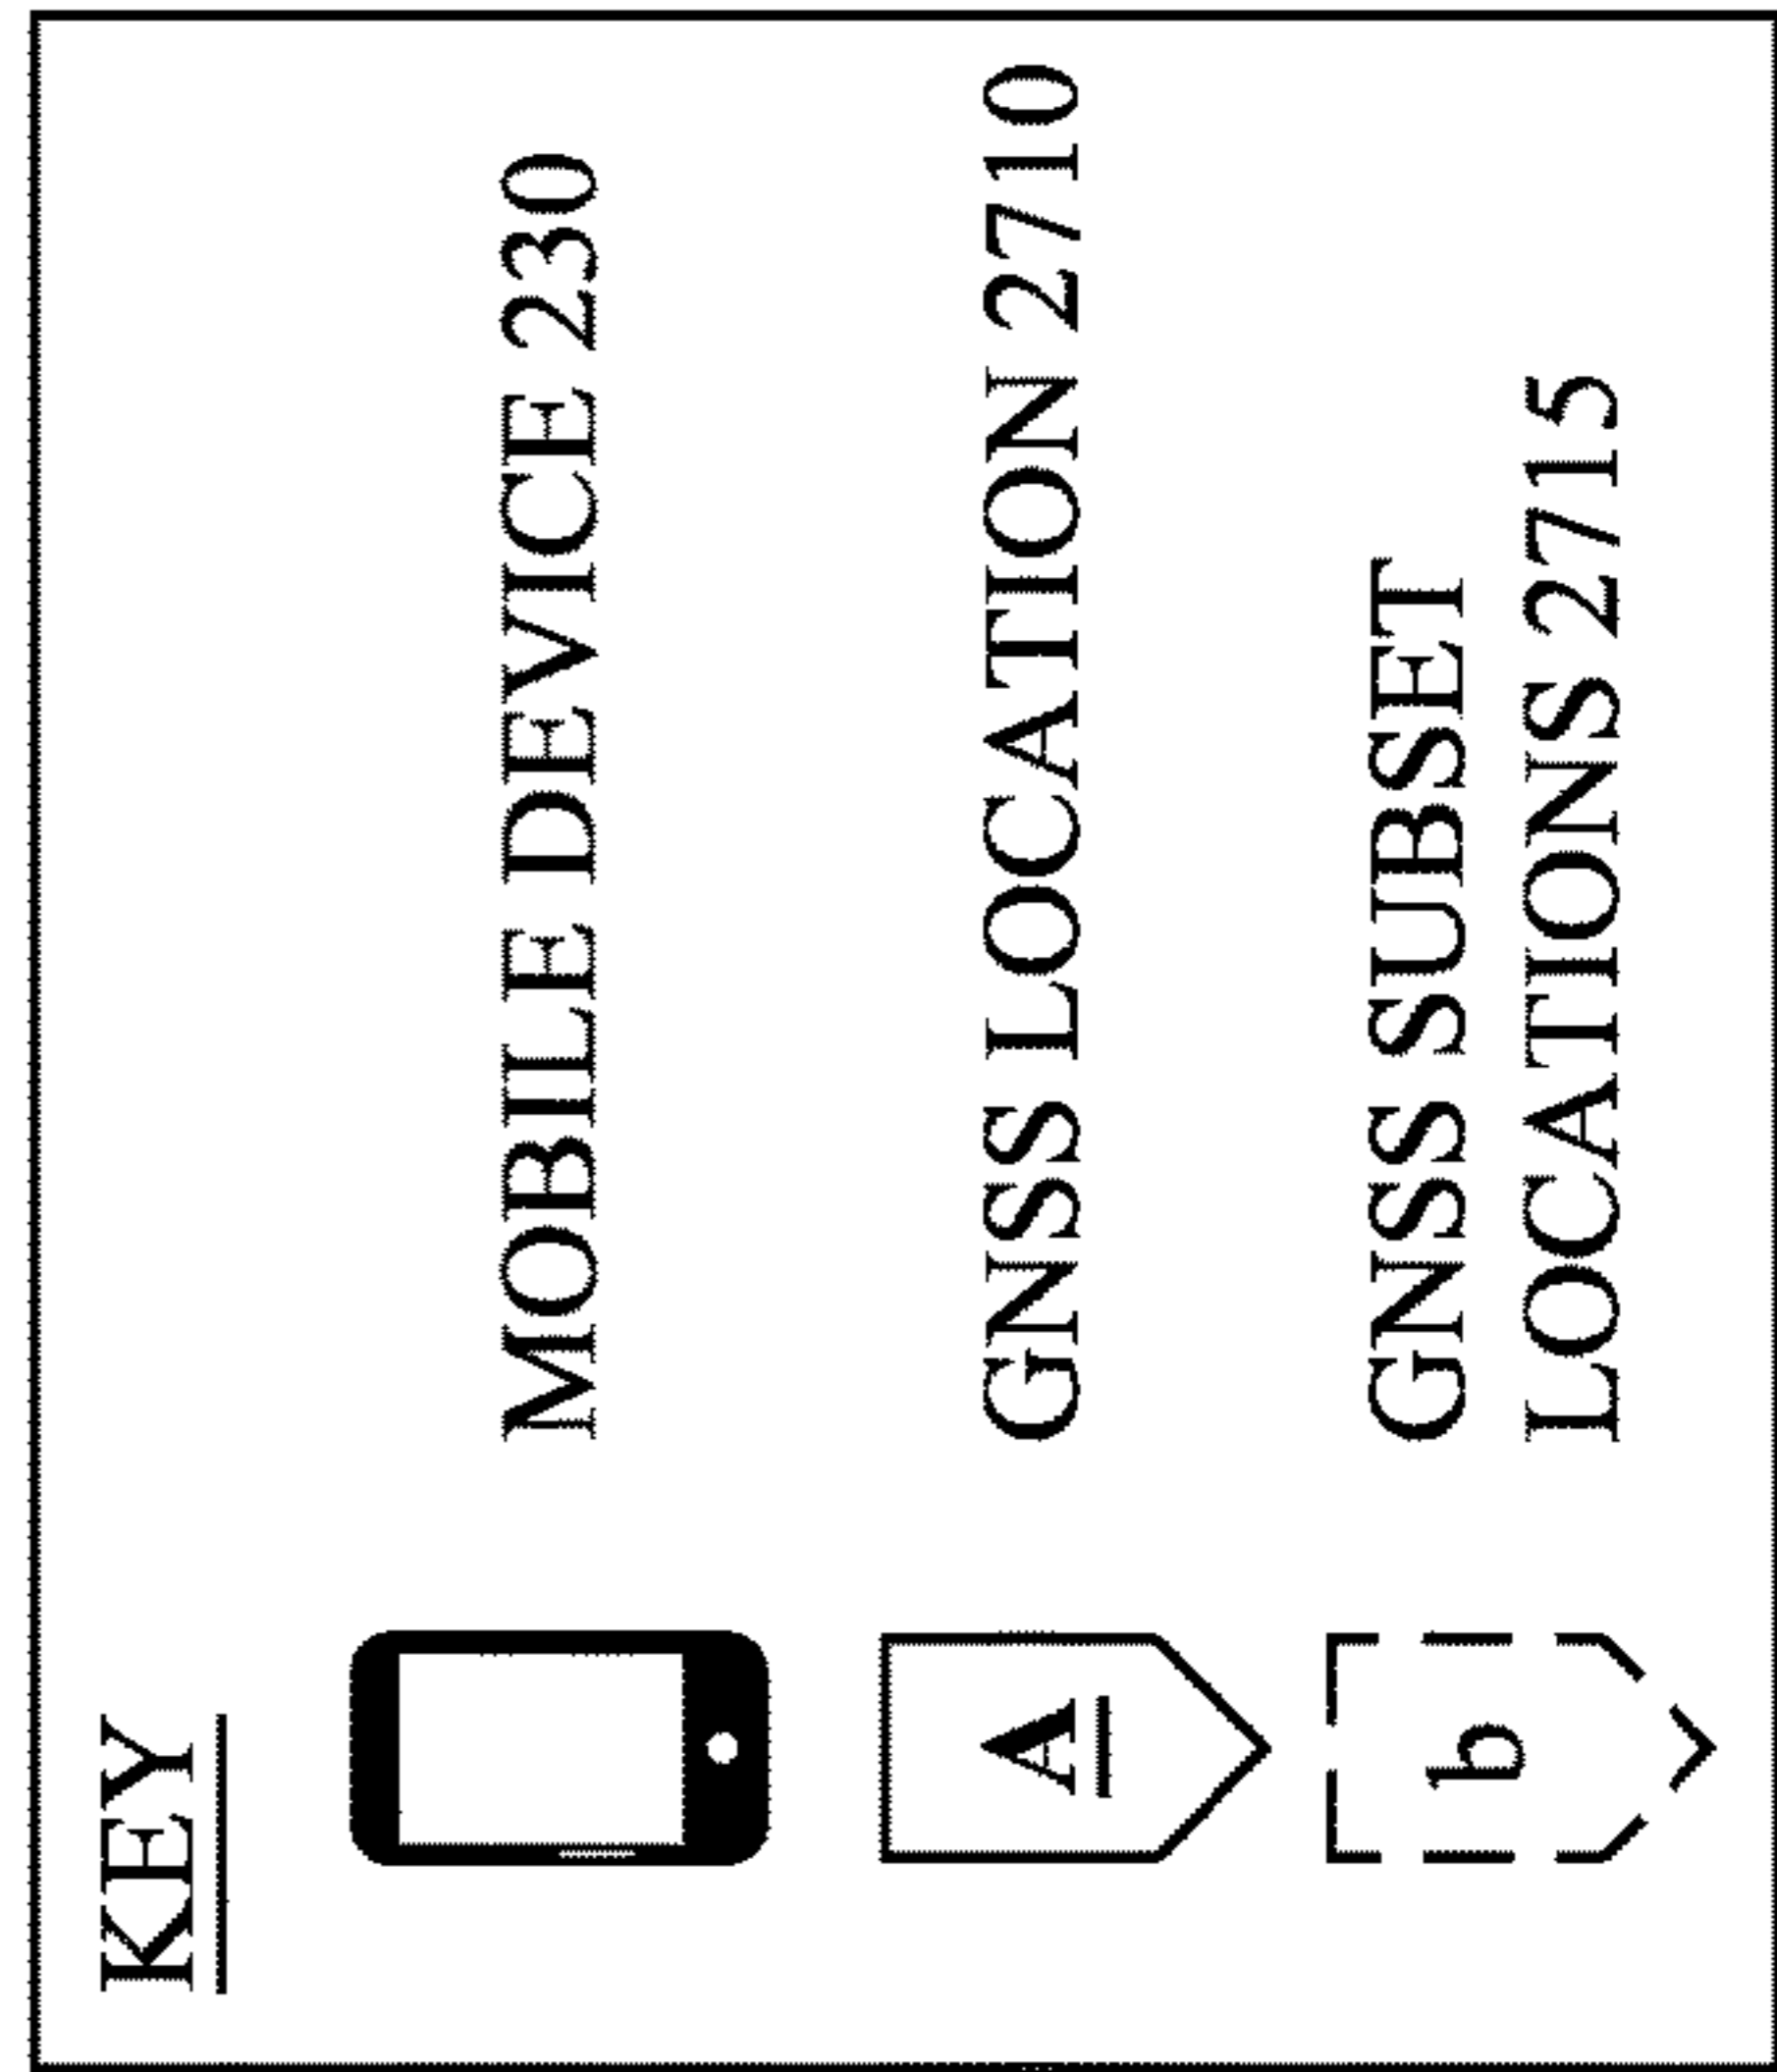 KEY
MOBILE DEVICE 230
A
GNSS LOCATION 2710
b
GNSS SUBSET
LOCATIONS 2715